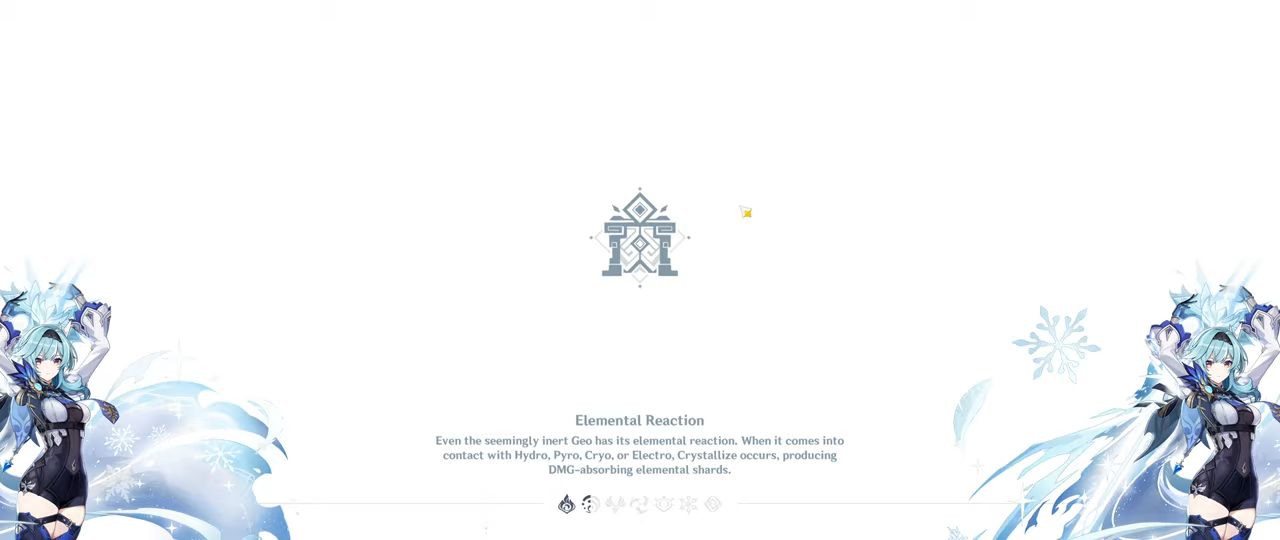 Elemental Reaction
Even the seemingly inert Geo has its elemental reaction. When it comes into
contact with Hydro, Pyro, Cryo, or Electro, Crystallize occurs, producing
DMG-absorbing elemental shards.